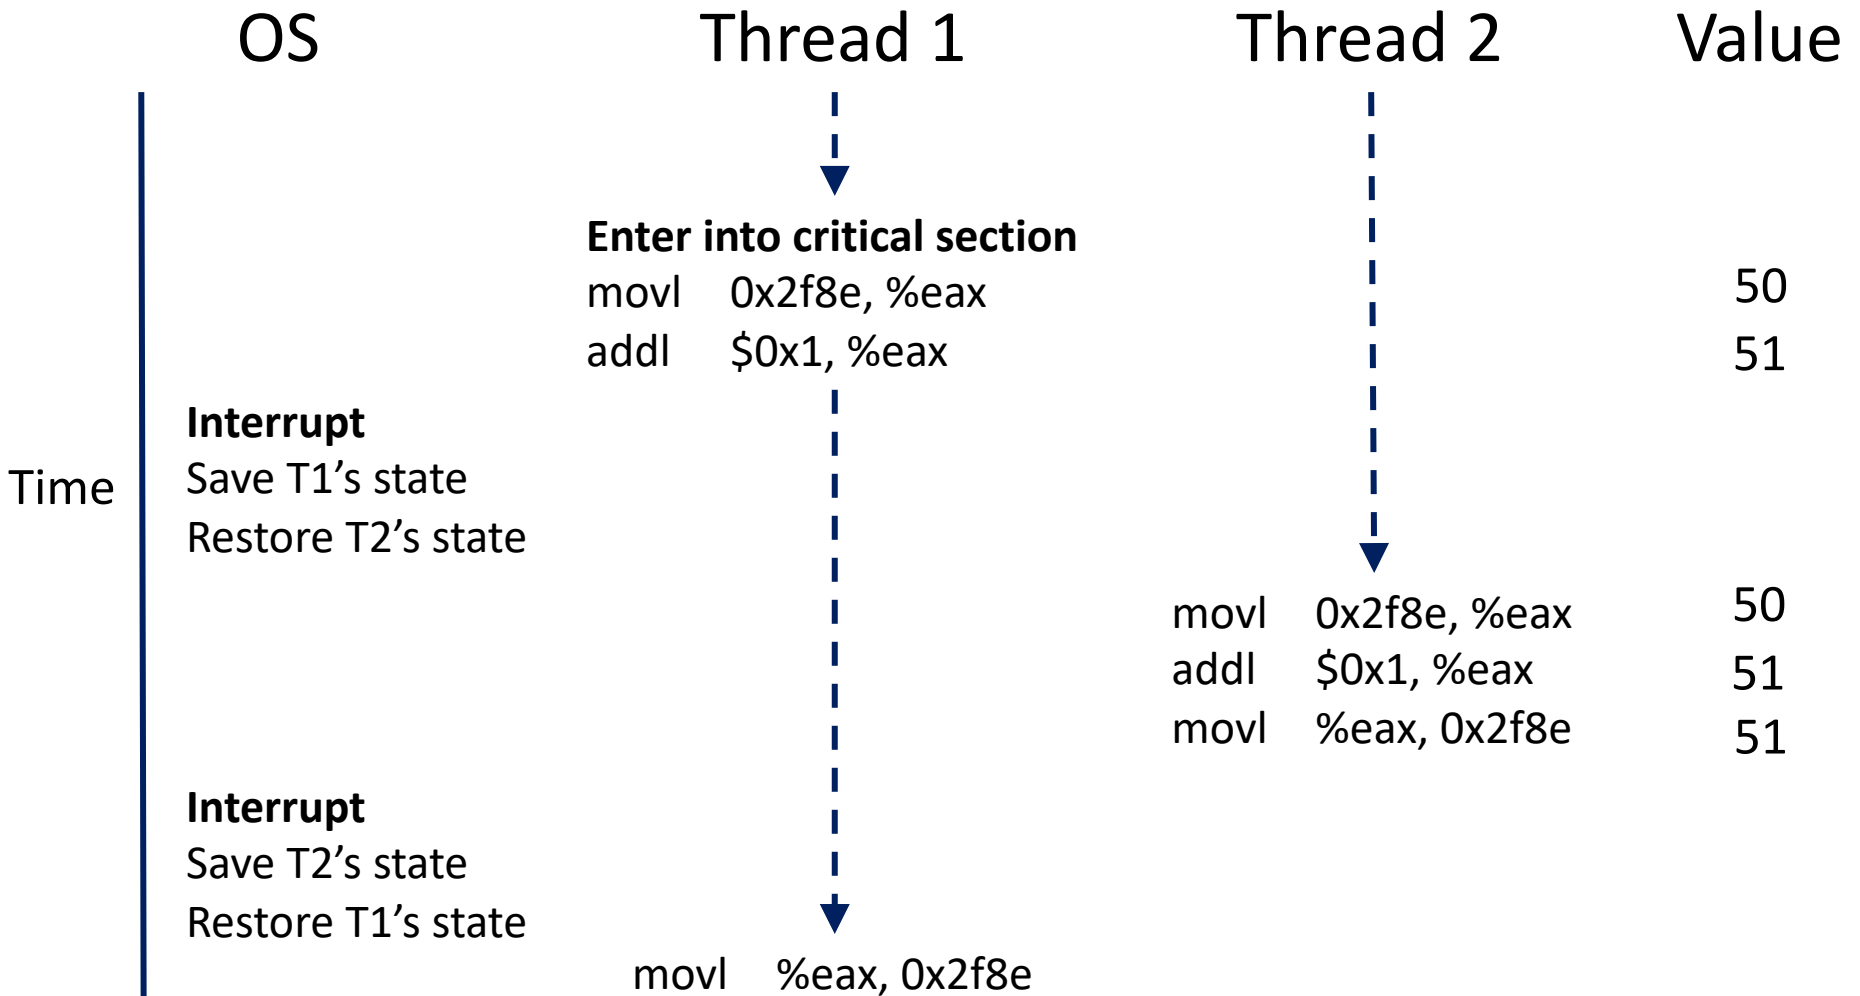 OS Thread 1 Thread 2 Value
Enter into critical section
movl 0x2f8e, %eax 50
addl $0x1, %eax 51
Interrupt
Save T1’s state
Time
Restore T2’s state
movl 0x2f8e, %eax 50
addl $0x1, %eax 51
movl %eax, 0x2f8e 51
Interrupt
Save T2’s state
Restore T1’s state
movl %eax, 0x2f8e